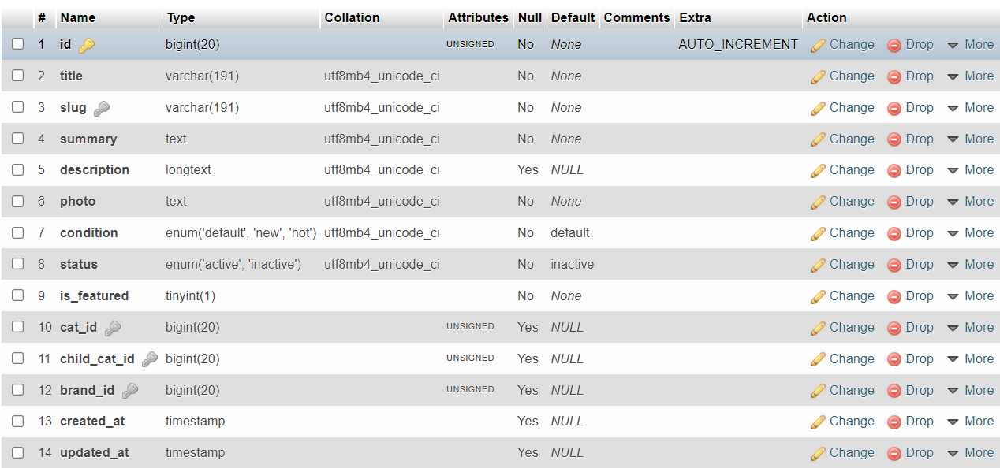 # Name Type Collation Attributes Null Default Comments Extra Action
1 id bigint(20) UNSIGNED No None AUTO_INCREMENT Change Drop More
2 title varchar(191) utf8mb4_unicode_ci No None Change Drop More
3 slug varchar(191) utf8mb4_unicode_ci No None Change Drop More
4 summary text utf8mb4_unicode_ci No None Change Drop More
5 description longtext utf8mb4_unicode_ci Yes NULL Change Drop More
6 photo text utf8mb4_unicode_ci No None Change Drop More
7 condition enum('default', 'new', 'hot') utf8mb4_unicode_ci No default Change Drop More
8 status enum('active', 'inactive') utf8mb4_unicode_ci No inactive Change Drop More
9 is_featured tinyint(1) No None Change Drop More
10 cat_id bigint(20) UNSIGNED Yes NULL Change Drop More
11 child_cat_id bigint(20) UNSIGNED Yes NULL Change Drop More
12 brand_id bigint(20) UNSIGNED Yes NULL Change Drop More
13 created_at timestamp Yes NULL Change Drop More
14 updated_at timestamp Yes NULL Change Drop More